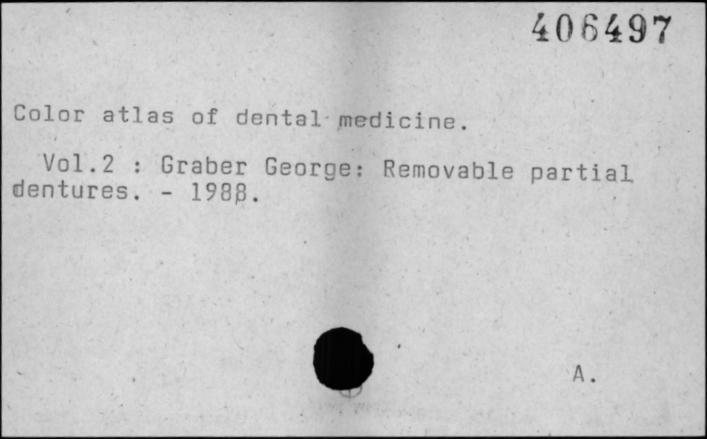 406497
Color atlas of dental medicine.
Vol.2 : Graber George: Removable partial
dentures. - 1988.
A.